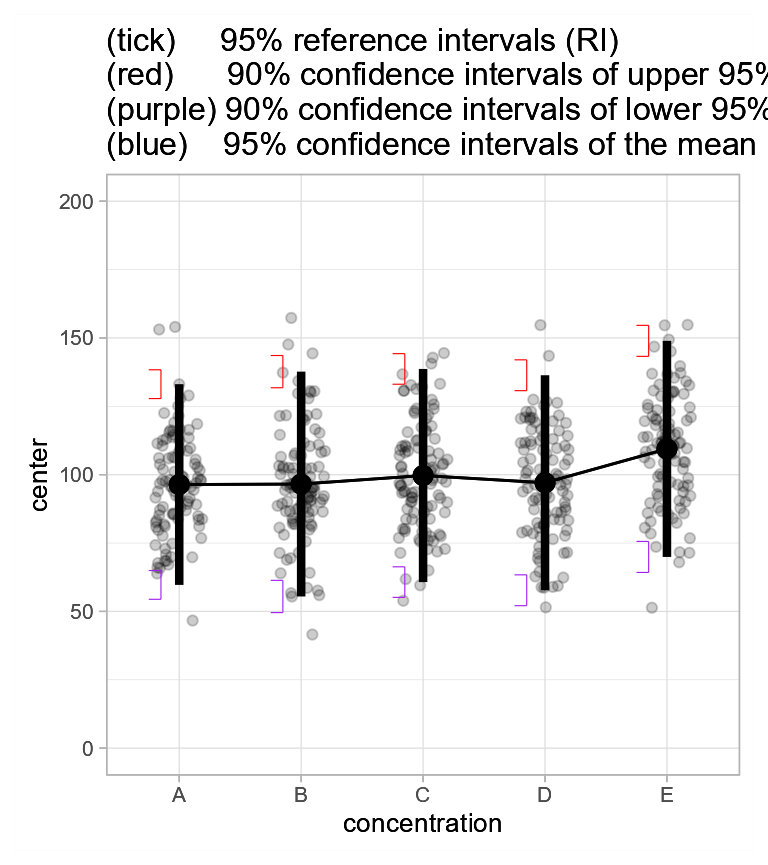 (tick) 95% reference intervals (RI)
(red) 90% confidence intervals of upper 95%
(purple) 90% confidence intervals of lower 95%
(blue) 95% confidence intervals of the mean
200
150
100
50
0
center
A B C D E
concentration